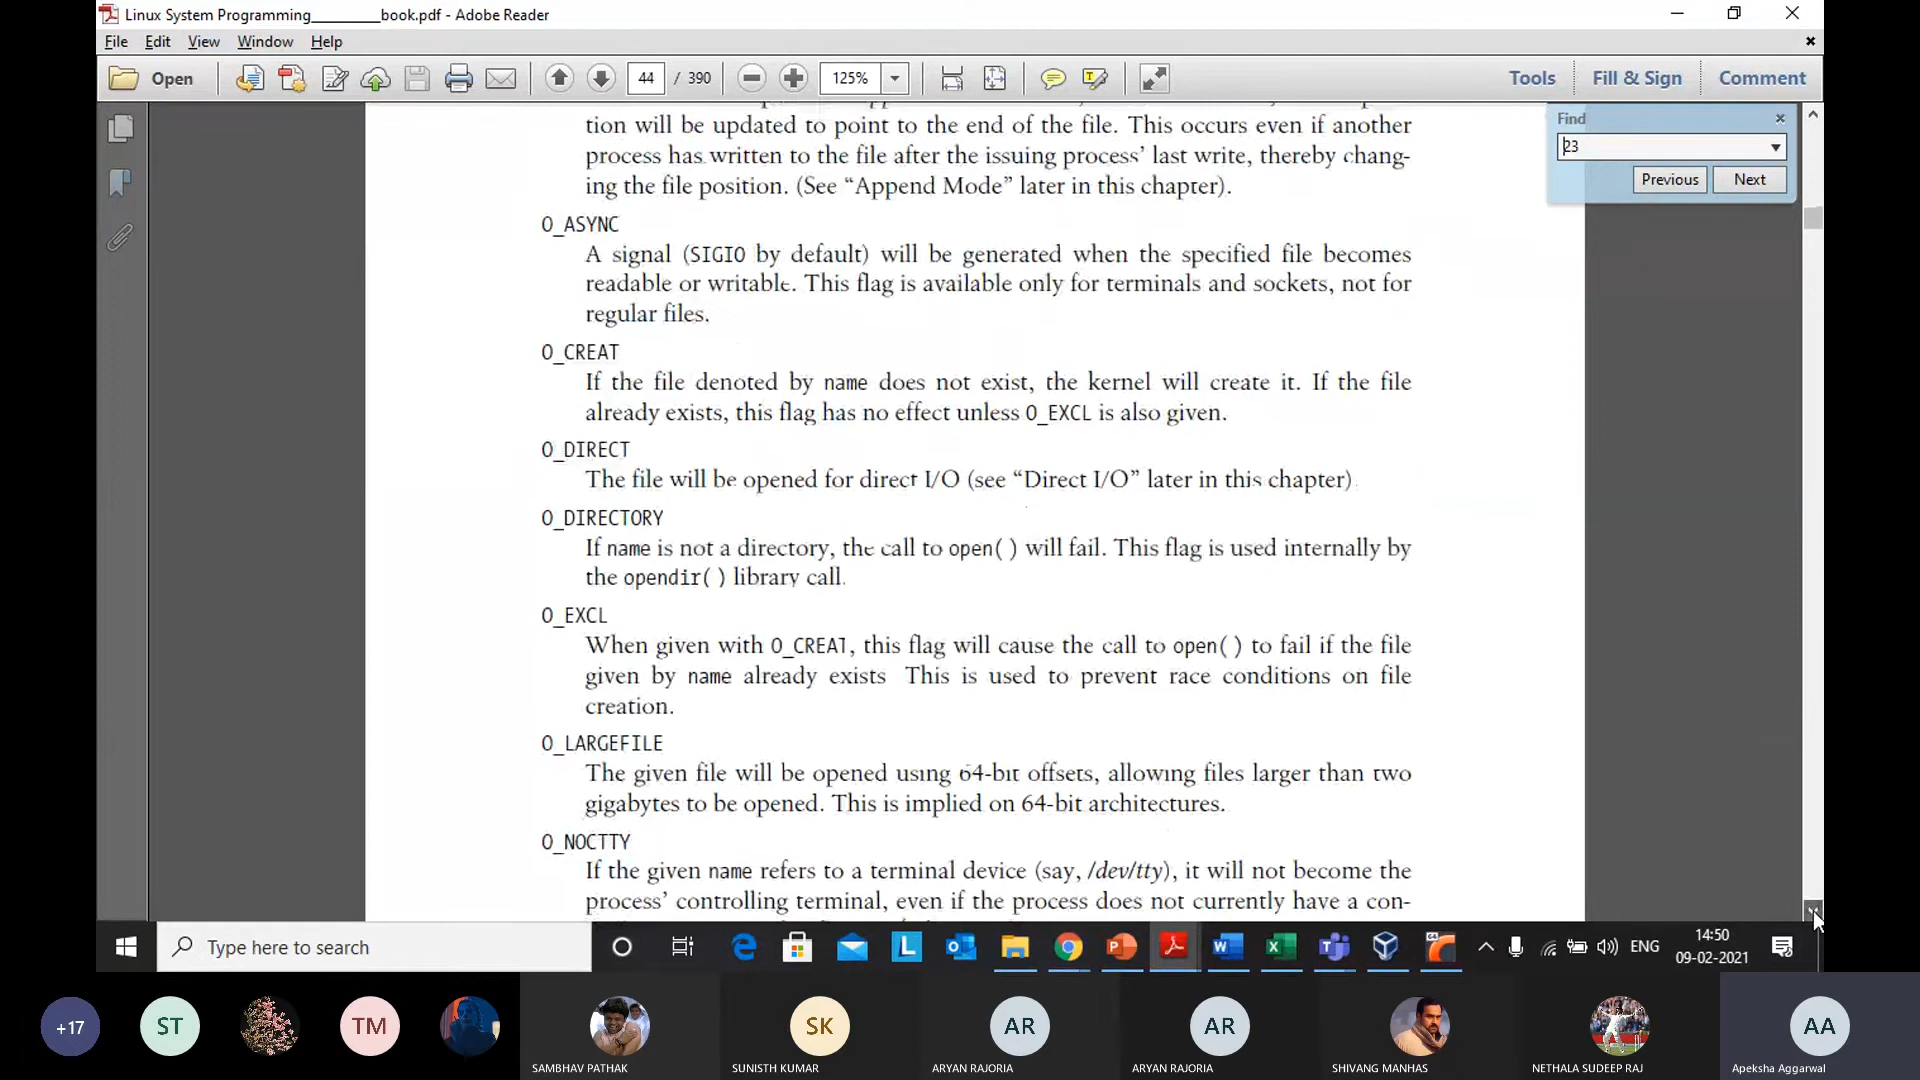 Linux System Programming_________book.pdf - Adobe Reader
File Edit View Window Help
Open 44 / 390 125% Tools Fill & Sign Comment
Find
23
Previous Next
tion will be updated to point to the end of the file. This occurs even if another
process has written to the file after the issuing process’ last write, thereby chang-
ing the file position. (See “Append Mode” later in this chapter).
O_ASYNC
A signal (SIGIO by default) will be generated when the specified file becomes
readable or writable. This flag is available only for terminals and sockets, not for
regular files.
O_CREAT
If the file denoted by name does not exist, the kernel will create it. If the file
already exists, this flag has no effect unless O_EXCL is also given.
O_DIRECT
The file will be opened for direct I/O (see “Direct I/O” later in this chapter)
O_DIRECTORY
If name is not a directory, the call to open( ) will fail. This flag is used internally by
the opendir( ) library call.
O_EXCL
When given with O_CREAT, this flag will cause the call to open( ) to fail if the file
given by name already exists This is used to prevent race conditions on file
creation.
O_LARGEFILE
The given file will be opened using 64-bit offsets, allowing files larger than two
gigabytes to be opened. This is implied on 64-bit architectures.
O_NOCTTY
If the given name refers to a terminal device (say, /dev/tty), it will not become the
process’ controlling terminal, even if the process does not currently have a con-
Type here to search
ENG
14:50
09-02-2021
+17 ST TM SK AR AR AA
SAMBHAV PATHAK SUNISTH KUMAR ARYAN RAJORIA ARYAN RAJORIA SHIVANG MANHAS NETHALA SUDEEP RAJ Apeksha Aggarwal